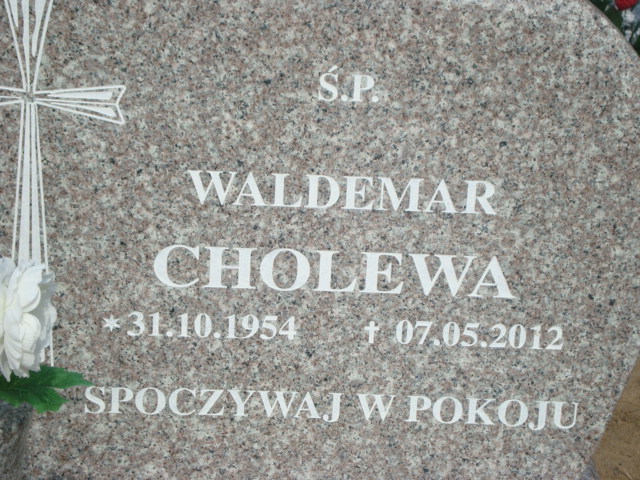 Ś.P.
WALDEMAR
CHOLEWA
*31.10.1954 ✝ 07.05.2012
SPOCZYWAJ W POKOJU